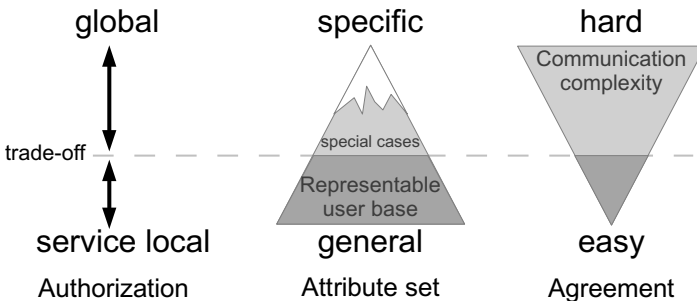 global
specific
hard
Communication
complexity
special cases
trade-off
Representable
user base
service local
general
easy
Authorization
Attribute set
Agreement